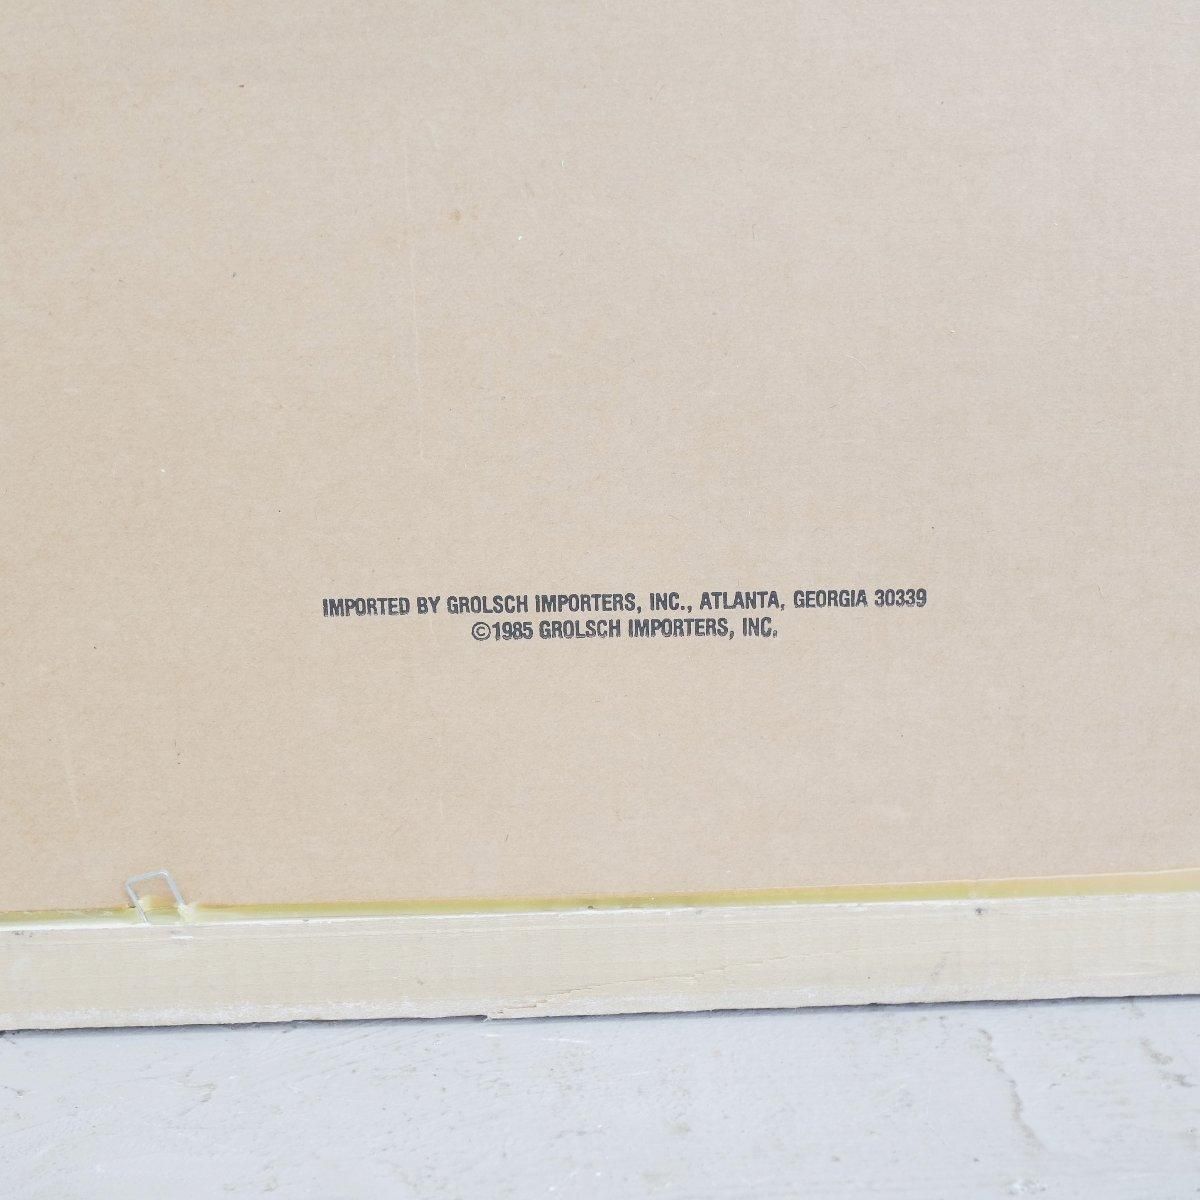 IMPORTED BY GROLSCH IMPORTERS, INC., ATLANTA, GEORGIA 30339
©1985 GROLSCH IMPORTERS, INC.